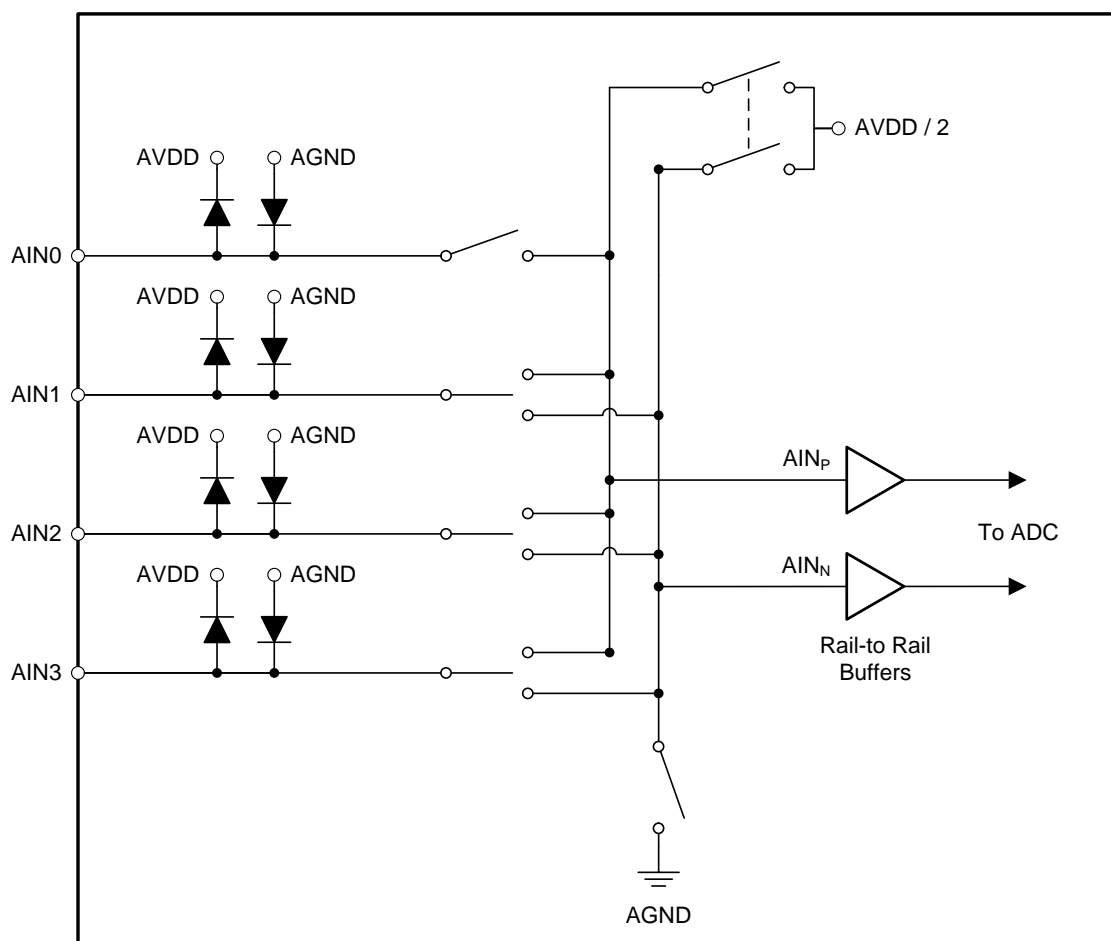 AVDD / 2
AVDD AGND
AIN0
AVDD AGND
AIN1
AVDD AGND
AINP
AIN2
To ADC
AVDD AGND
AINN
Rail-to Rail
Buffers
AIN3
AGND